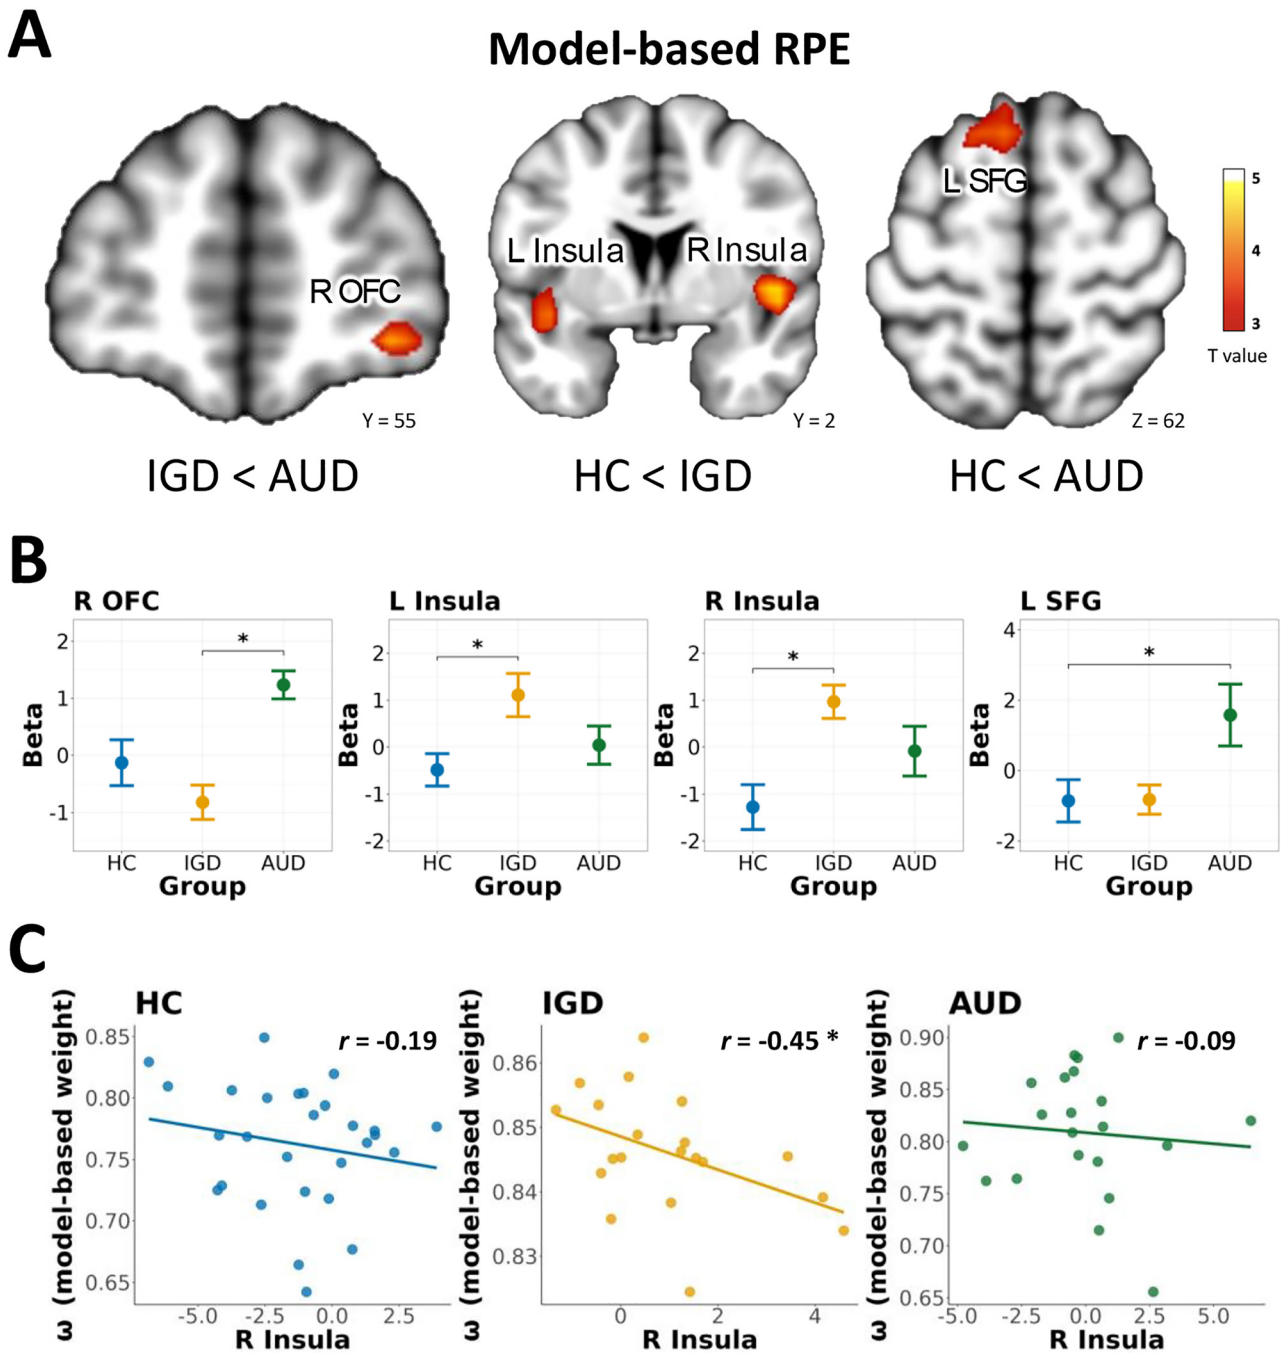 A
Model-based RPE
R OFC
L Insula
R Insula
L SFG
5
4
3
T value
Y = 55
Y = 2
Z = 62
IGD < AUD
HC < IGD
HC < AUD
B
R OFC
2
1
0
-1
Beta
*
HC IGD AUD
Group
L Insula
2
1
0
-1
-2
Beta
*
HC IGD AUD
Group
R Insula
2
1
0
-1
-2
Beta
*
HC IGD AUD
Group
L SFG
4
2
0
-2
Beta
*
HC IGD AUD
Group
C
HC
r = -0.19
0.85
0.80
0.75
0.70
0.65
ω (model-based weight)
-5.0 -2.5 0.0 2.5
R Insula
IGD
r = -0.45 *
0.86
0.85
0.84
0.83
ω (model-based weight)
0 2 4
R Insula
AUD
r = -0.09
0.90
0.85
0.80
0.75
0.70
0.65
ω (model-based weight)
-5.0 -2.5 0.0 2.5 5.0
R Insula